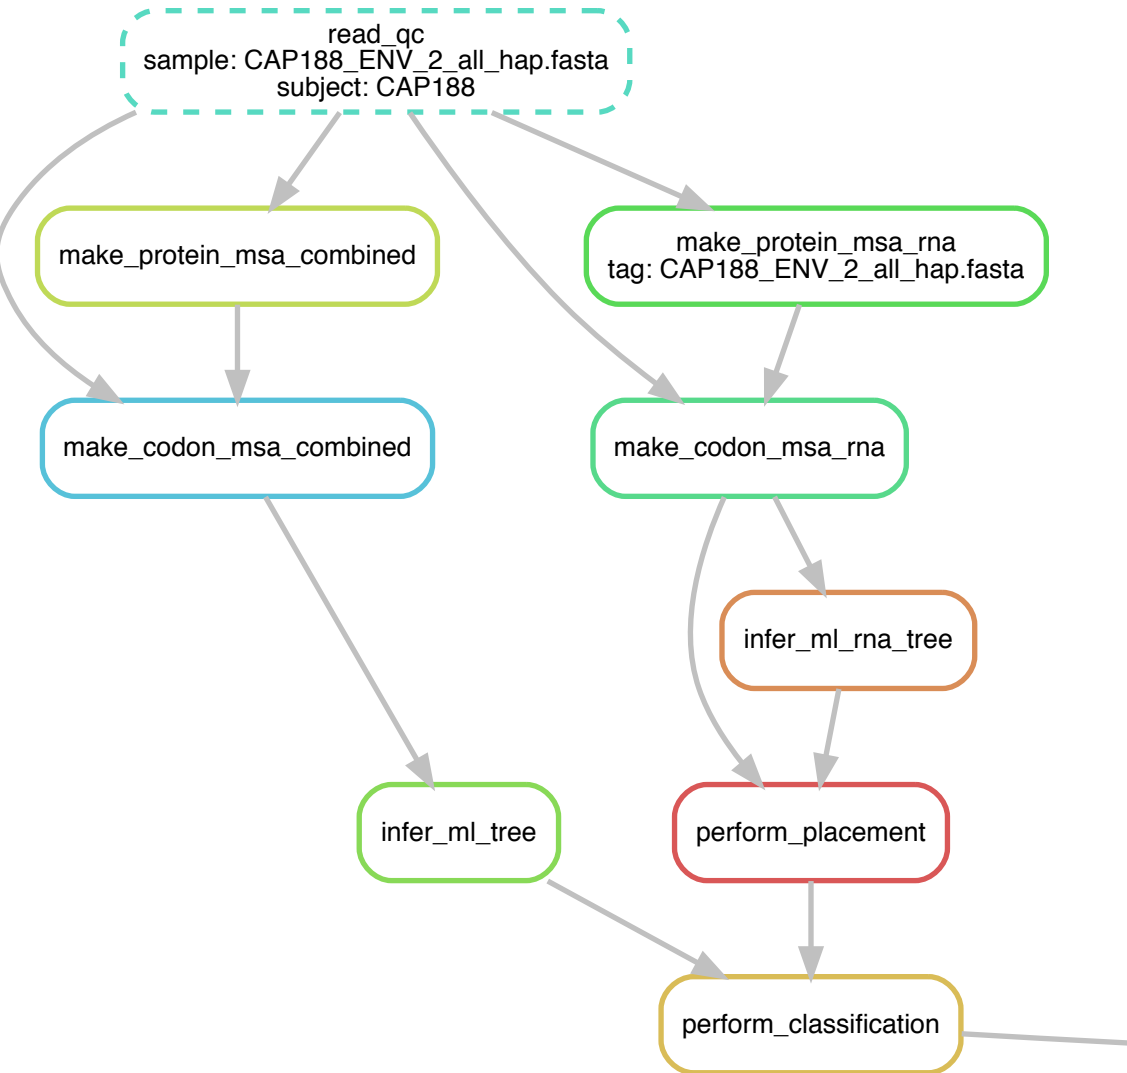 read_qc
sample: CAP188_ENV_2_all_hap.fasta
subject: CAP188
make_protein_msa_combined
make_protein_msa_rna
tag: CAP188_ENV_2_all_hap.fasta
make_codon_msa_combined
make_codon_msa_rna
infer_ml_rna_tree
infer_ml_tree
perform_placement
perform_classification